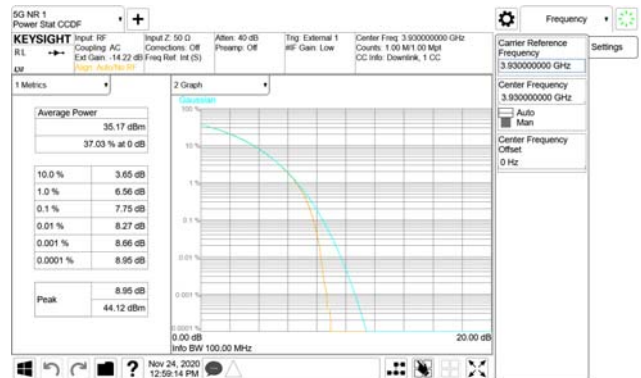 5G NR 1
Power Stat CCDF
Frequency
KEYSIGHT
RL
Input: RF
Coupling: AC
Ext Gain: -14.22 dB
Align: Auto/No RF
Input Z: 50 Ω
Corrections: Off
Freq Ref: Int (S)
Atten: 40 dB
Preamp: Off
Trig: External 1
#IF Gain: Low
Center Freq: 3.930000000 GHz
Counts: 1.00 M/1.00 Mpt
CC Info: Downlink, 1 CC
Carrier Reference
Frequency
3.930000000 GHz
Settings
Center Frequency
3.930000000 GHz
Auto
Man
Center Frequency
Offset
0 Hz
1 Metrics
Average Power
35.17 dBm
37.03 % at 0 dB
10.0 % 3.65 dB
1.0 % 6.56 dB
0.1 % 7.75 dB
0.01 % 8.27 dB
0.001 % 8.66 dB
0.0001 % 8.95 dB
Peak
8.95 dB
44.12 dBm
2 Graph
Gaussian
100 %
10 %
1 %
0.1 %
0.01 %
0.001 %
0.0001 %
0.00 dB
20.00 dB
Info BW 100.00 MHz
Nov 24, 2020
12:59:14 PM